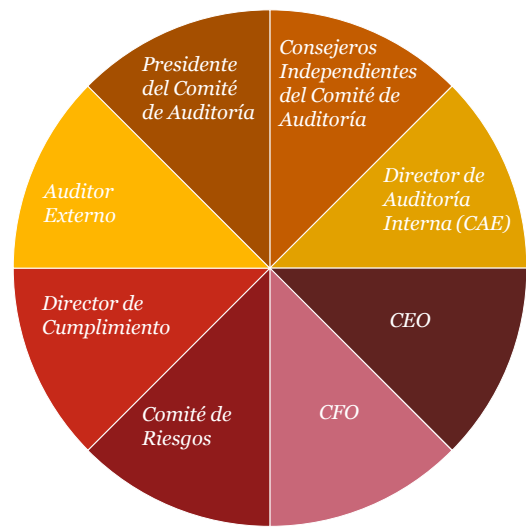 Presidente
del Comité
de Auditoría
Consejeros
Independientes
del Comité de
Auditoría
Director de
Auditoría
Interna (CAE)
CEO
CFO
Comité de
Riesgos
Director de
Cumplimiento
Auditor
Externo